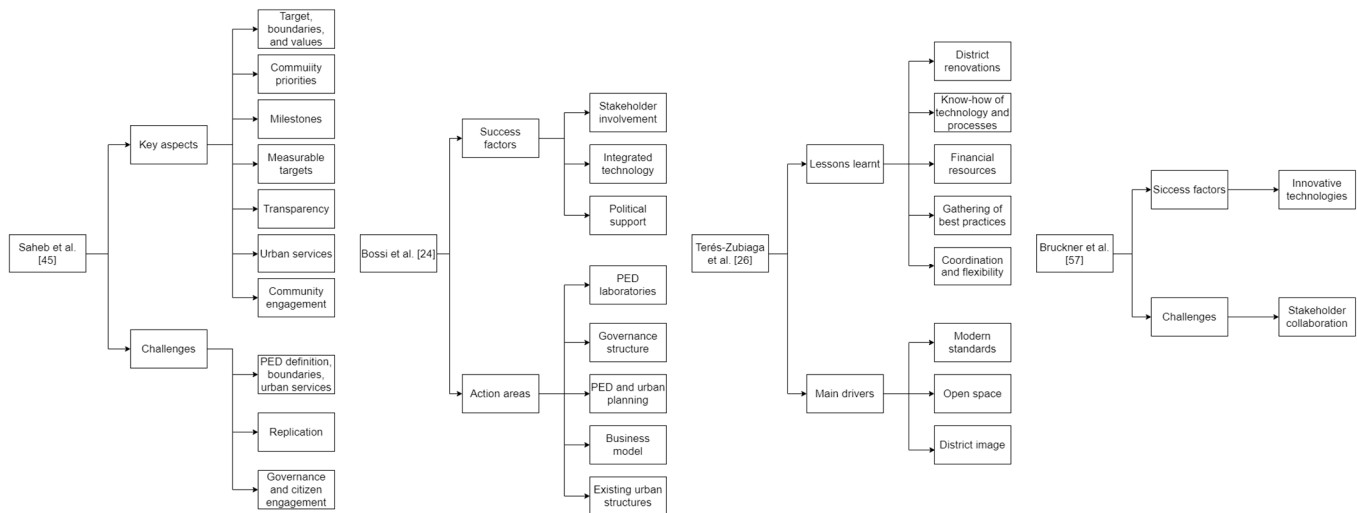 Saheb et al.
[45]
Key aspects
Target,
boundaries,
and values
Commuiity
priorities
Milestones
Measurable
targets
Transparency
Urban services
Community
engagement
Challenges
PED definition,
boundaries,
urban services
Replication
Governance
and citizen
engagement
Bossi et al. [24]
Success
factors
Stakeholder
involvement
Integrated
technology
Political
support
Action areas
PED
laboratories
Governance
structure
PED and urban
planning
Business
model
Existing urban
structures
Terés-Zubiaga
et al. [26]
Lessons learnt
District
renovations
Know-how of
technology and
processes
Financial
resources
Gathering of
best practices
Coordination
and flexibility
Main drivers
Modern
standards
Open space
District image
Bruckner et al.
[57]
Siccess factors
Innovative
technologies
Challenges
Stakeholder
collaboration